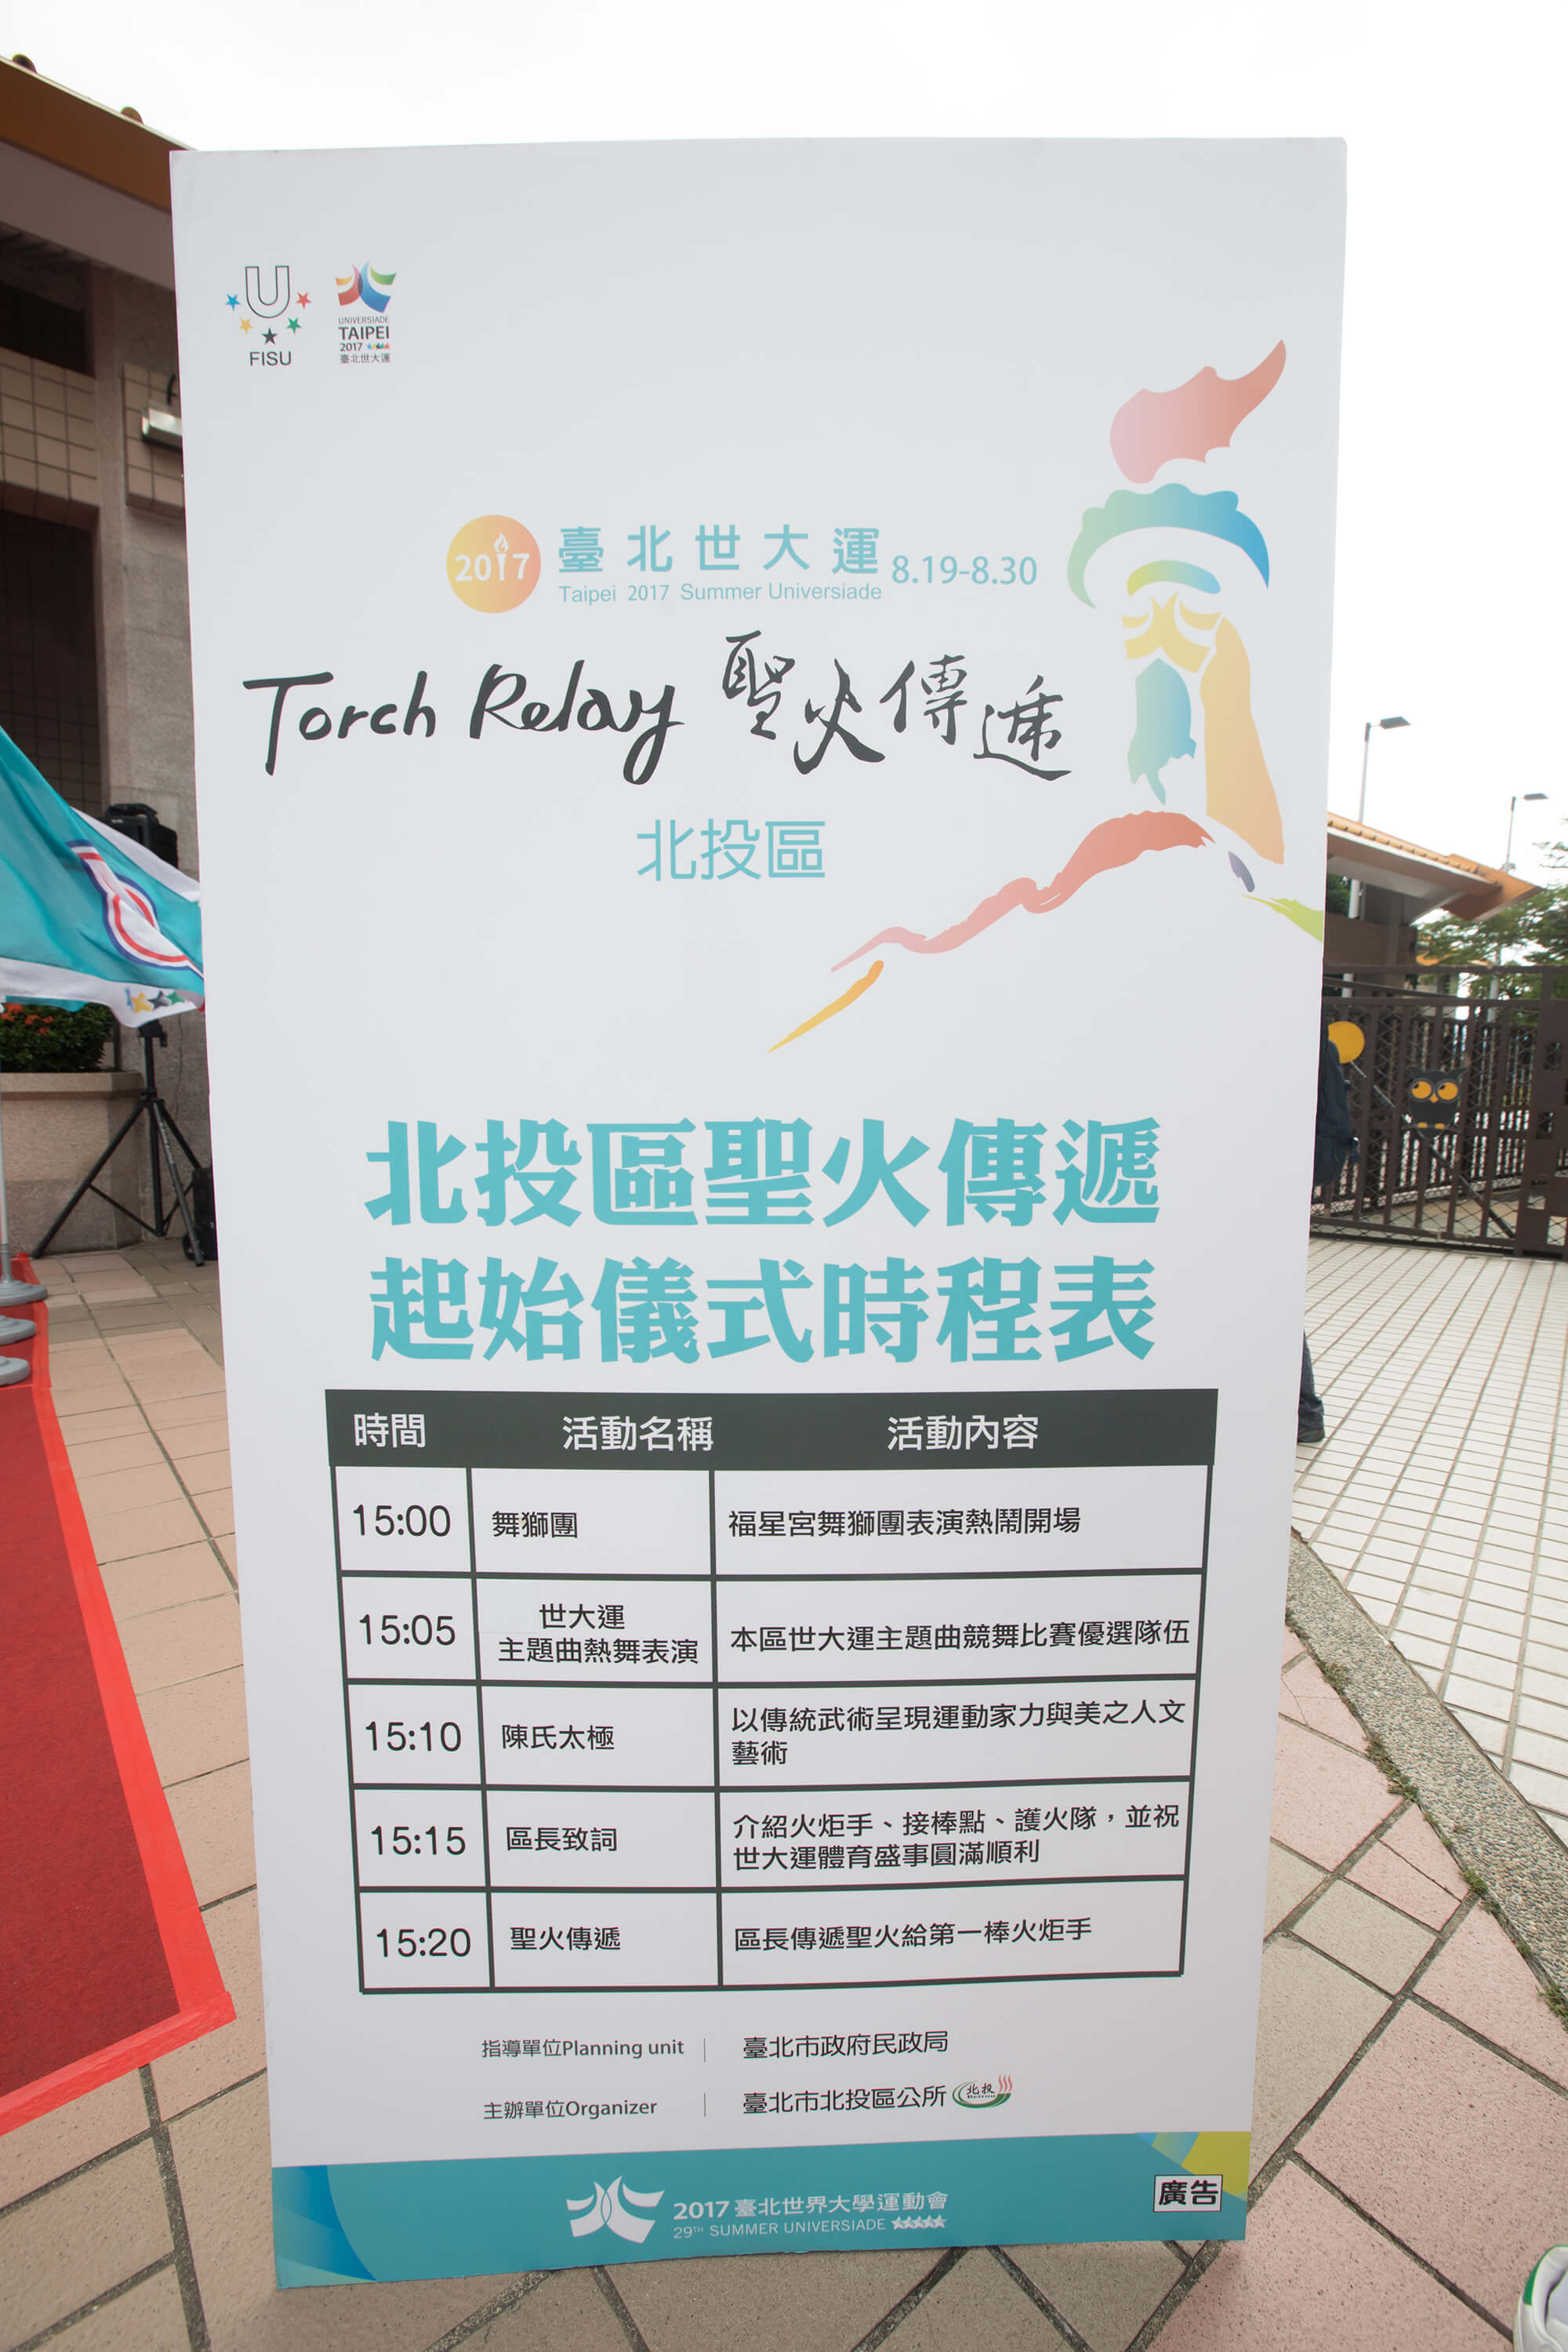 U
FISU
UNIVERSIADE
TAIPEI
2017
臺北世大運
2017
臺北世大運 8.19-8.30
Taipei 2017 Summer Universiade
Torch Relay 聖火傳遞
北投區
北投區聖火傳遞
起始儀式時程表
時間 活動名稱 活動內容
15:00 舞獅團 福星宮舞獅團表演熱鬧開場
15:05 世大運
主題曲熱舞表演 本區世大運主題曲競舞比賽優選隊伍
15:10 陳氏太極 以傳統武術呈現運動家力與美之人文
藝術
15:15 區長致詞 介紹火炬手、接棒點、護火隊，並祝
世大運體育盛事圓滿順利
15:20 聖火傳遞 區長傳遞聖火給第一棒火炬手
指導單位Planning unit | 臺北市政府民政局
主辦單位Organizer | 臺北市北投區公所 北投
2017臺北世界大學運動會
29TH SUMMER UNIVERSIADE
廣告